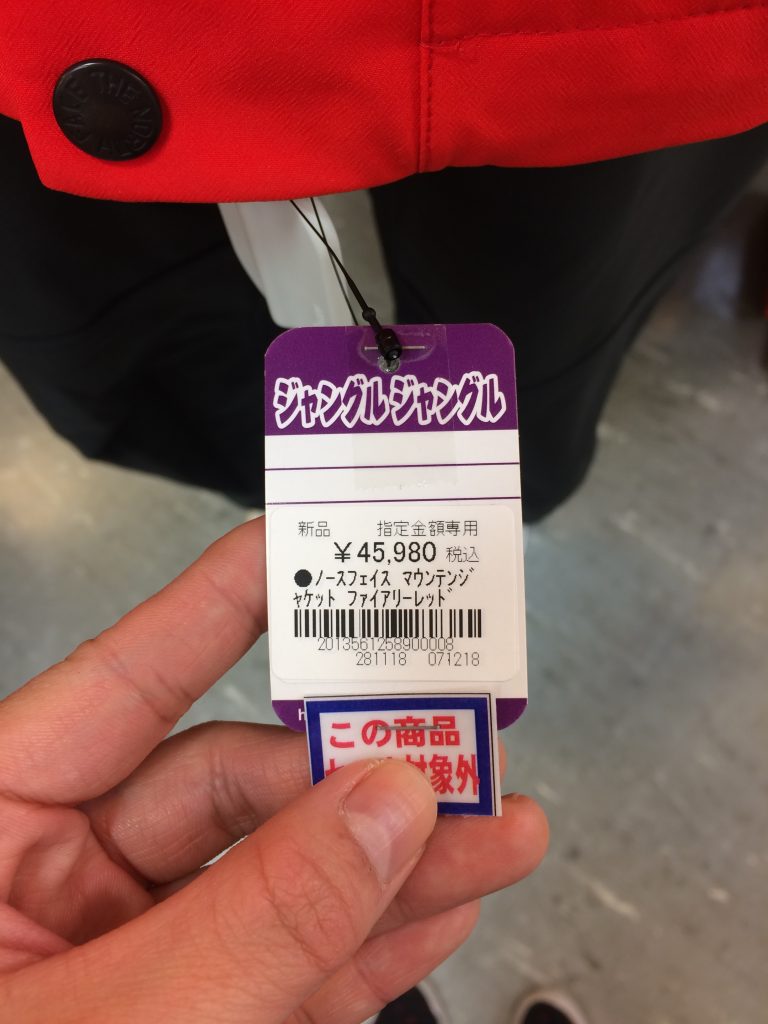 THE NORTH FACE
ジャングルジャングル
新品 指定金額専用
¥45,980 税込
●ノースフェイス マウンテンジ
ャケット ファイアリーレッド
2013561258900008
281118 071218
h
この商品
対象外